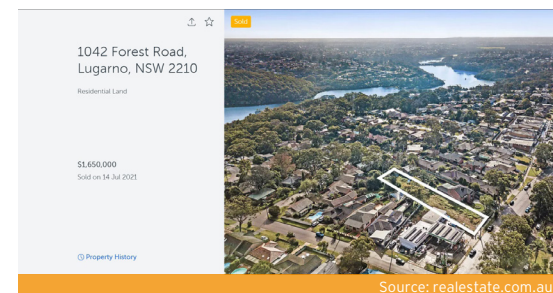 Sold
1042 Forest Road,
Lugarno, NSW 2210
Residential Land
$1,650,000
Sold on 14 Jul 2021
Property History
Source: realestate.com.au